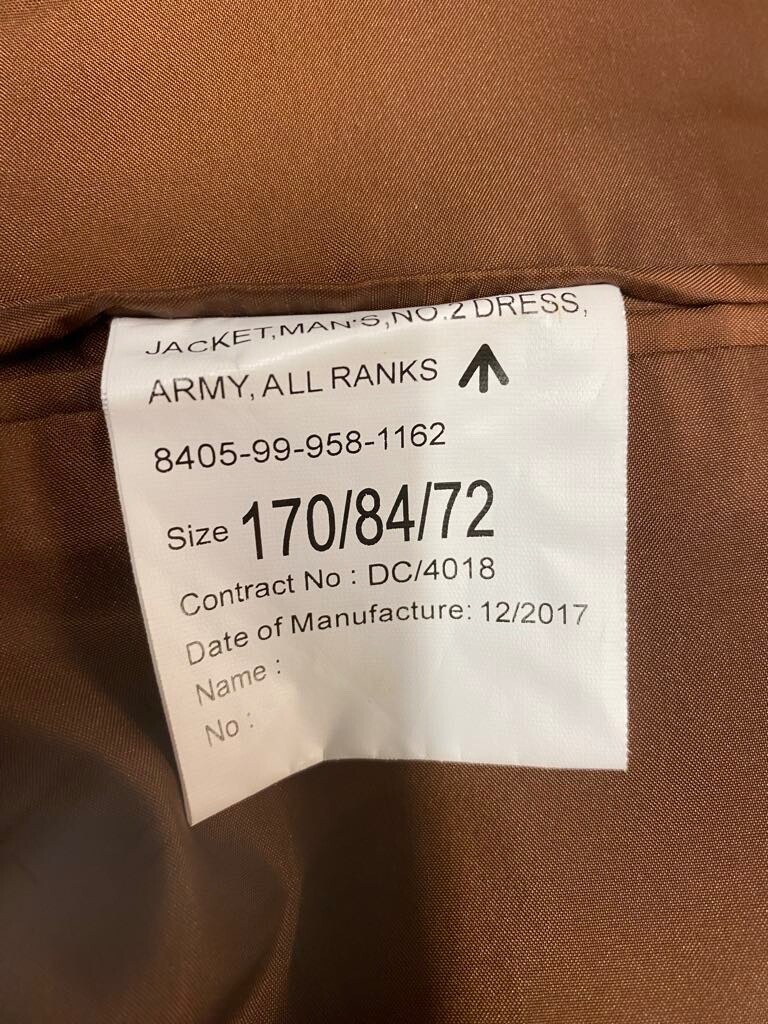 JACKET,MAN'S,NO.2 DRESS,
ARMY, ALL RANKS
8405-99-958-1162
Size 170/84/72
Contract No : DC/4018
Date of Manufacture: 12/2017
Name :
No :